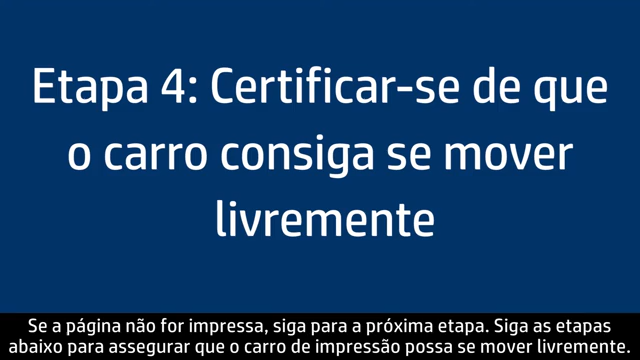 Etapa 4: Certificar-se de que
o carro consiga se mover
livremente
Se a página não for impressa, siga para a próxima etapa. Siga as etapas
abaixo para assegurar que o carro de impressão possa se mover livremente.